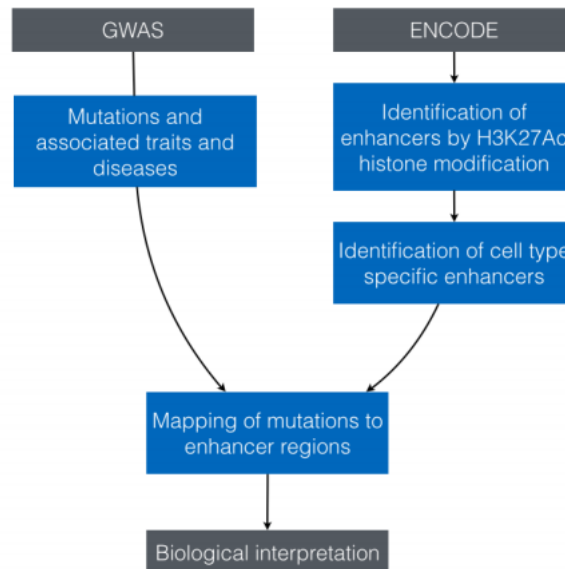 GWAS
ENCODE
Mutations and
associated traits and
diseases
Identification of
enhancers by H3K27Ac
histone modification
Identification of cell type
specific enhancers
Mapping of mutations to
enhancer regions
Biological interpretation